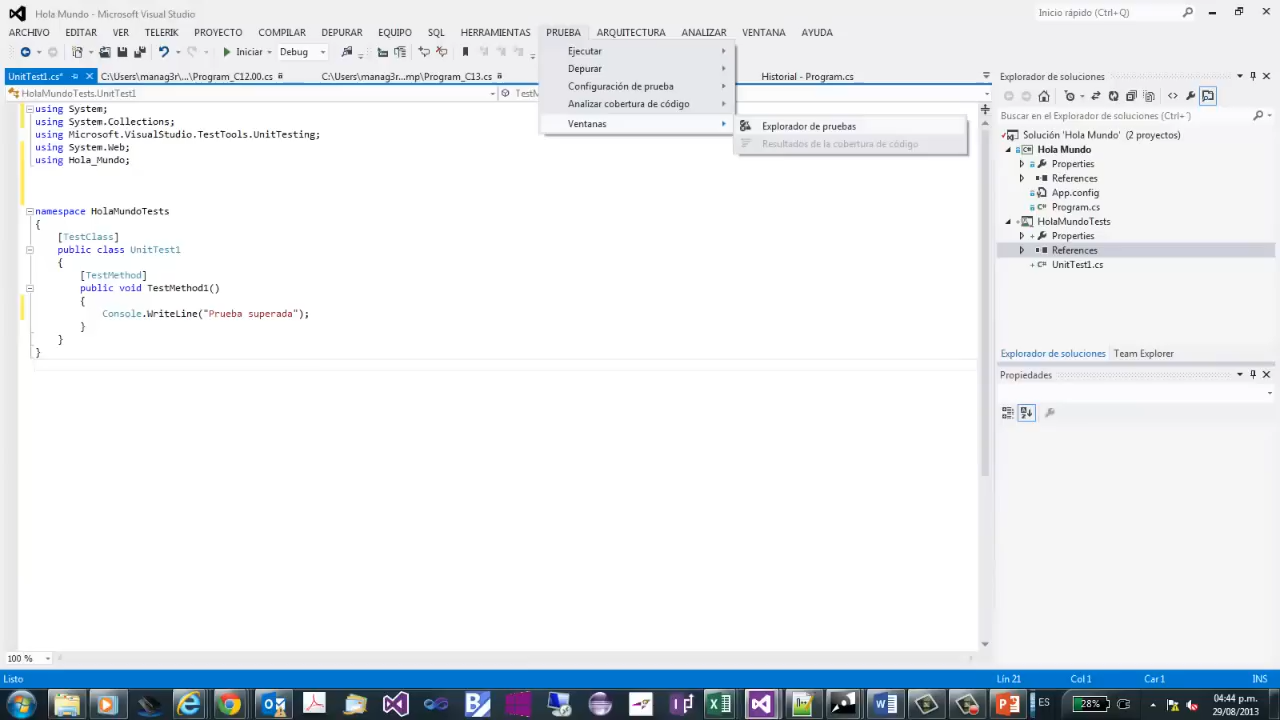 Hola Mundo - Microsoft Visual Studio
Inicio rápido (Ctrl+Q)
ARCHIVO EDITAR VER TELERIK PROYECTO COMPILAR DEPURAR EQUIPO SQL HERRAMIENTAS PRUEBA ARQUITECTURA ANALIZAR VENTANA AYUDA
Iniciar Debug
Ejecutar
Depurar
Configuración de prueba
Analizar cobertura de código
Ventanas
Explorador de pruebas
Resultados de la cobertura de código
UnitTest1.cs* C:\Users\manag3r...\Program_C12.00.cs C:\Users\manag3r...mp\Program_C13.cs Historial - Program.cs
HolaMundoTests.UnitTest1
using System;
using System.Collections;
using Microsoft.VisualStudio.TestTools.UnitTesting;
using System.Web;
using Hola_Mundo;
namespace HolaMundoTests
{
[TestClass]
public class UnitTest1
{
[TestMethod]
public void TestMethod1()
{
Console.WriteLine("Prueba superada");
}
}
}
100 %
Explorador de soluciones
Buscar en el Explorador de soluciones (Ctrl+´)
Solución 'Hola Mundo' (2 proyectos)
Hola Mundo
Properties
References
App.config
Program.cs
HolaMundoTests
Properties
References
UnitTest1.cs
Explorador de soluciones Team Explorer
Propiedades
Listo Lín 21 Col 1 Car 1 INS
ES 28% 04:44 p.m.
29/08/2013